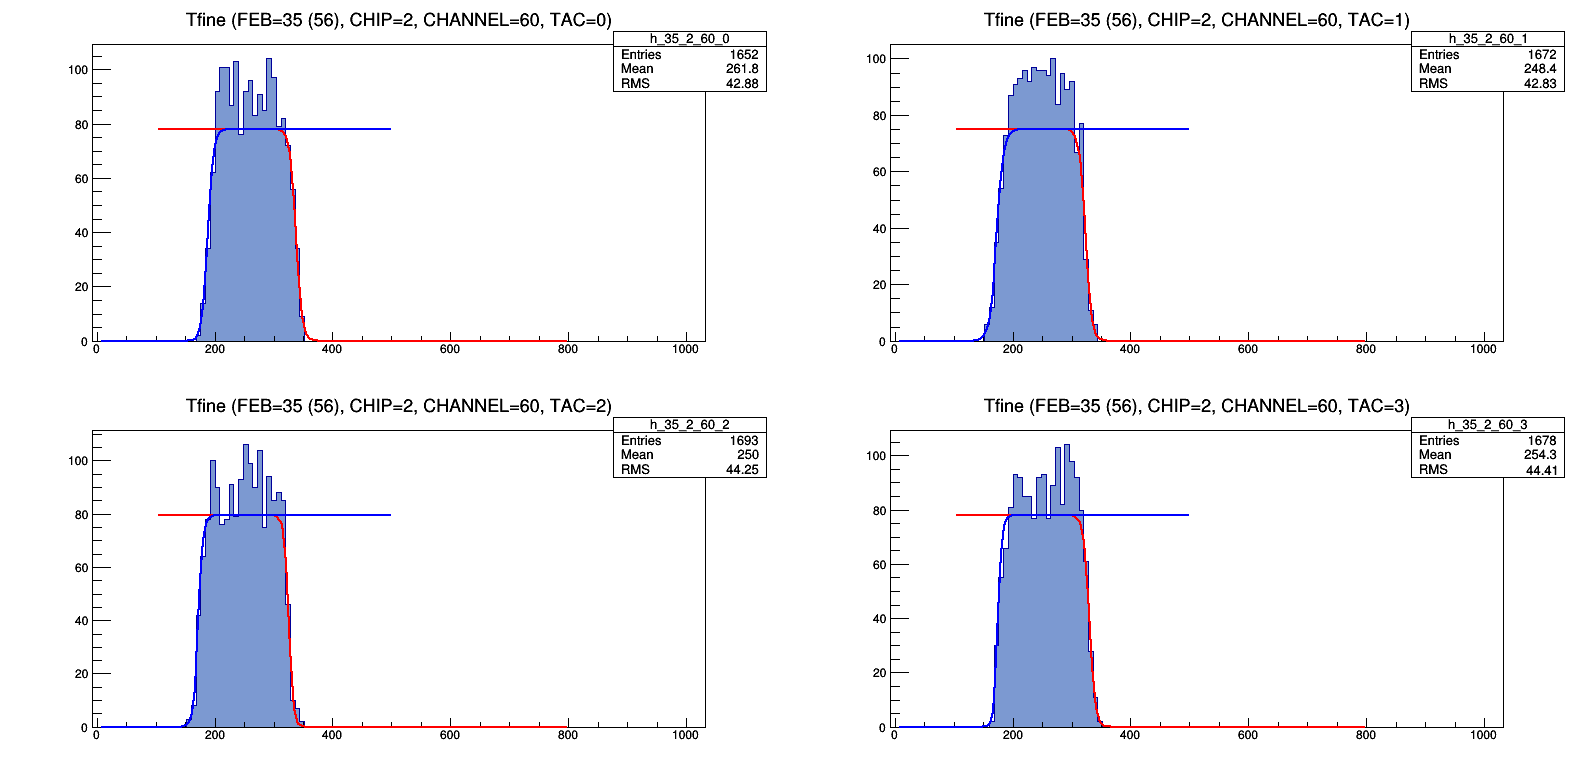 Tfine (FEB=35 (56), CHIP=2, CHANNEL=60, TAC=0)
h_35_2_60_0
Entries 1652
Mean 261.8
RMS 42.88
100
80
60
40
20
0
0 200 400 600 800 1000
Tfine (FEB=35 (56), CHIP=2, CHANNEL=60, TAC=1)
h_35_2_60_1
Entries 1672
Mean 248.4
RMS 42.83
100
80
60
40
20
0
0 200 400 600 800 1000
Tfine (FEB=35 (56), CHIP=2, CHANNEL=60, TAC=2)
h_35_2_60_2
Entries 1693
Mean 250
RMS 44.25
100
80
60
40
20
0
0 200 400 600 800 1000
Tfine (FEB=35 (56), CHIP=2, CHANNEL=60, TAC=3)
h_35_2_60_3
Entries 1678
Mean 254.3
RMS 44.41
100
80
60
40
20
0
0 200 400 600 800 1000